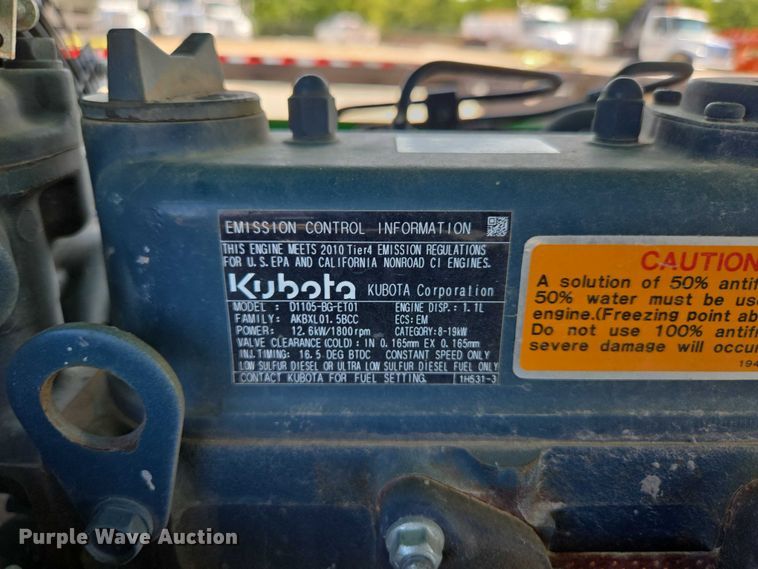 EMISSION CONTROL INFORMATION
THIS ENGINE MEETS 2010 Tier4 EMISSION REGULATIONS
FOR U.S.EPA AND CALIFORNIA NONROAD CI ENGINES.
Kubota KUBOTA Corporation
MODEL: D1105-BG-ET01 ENGINE DISP.: 1.1L
FAMILY: AKBXL01.5BCC ECS:EM
POWER: 12.6kW/1800rpm CATEGORY:8-19kW
VALVE CLEARANCE(COLD): IN 0.165mm EX 0.165mm
INJ.TIMING: 16.5 DEG BTDC CONSTANT SPEED ONLY
LOW SULFUR DIESEL OR ULTRA LOW SULFUR DIESEL FUEL ONLY
CONTACT KUBOTA FOR FUEL SETTING. 1H531-3
CAUTION
A solution of 50% antif
50% water must be use
engine.(Freezing point ab
Do not use 100% antifr
severe damage will occur
194
Purple Wave Auction